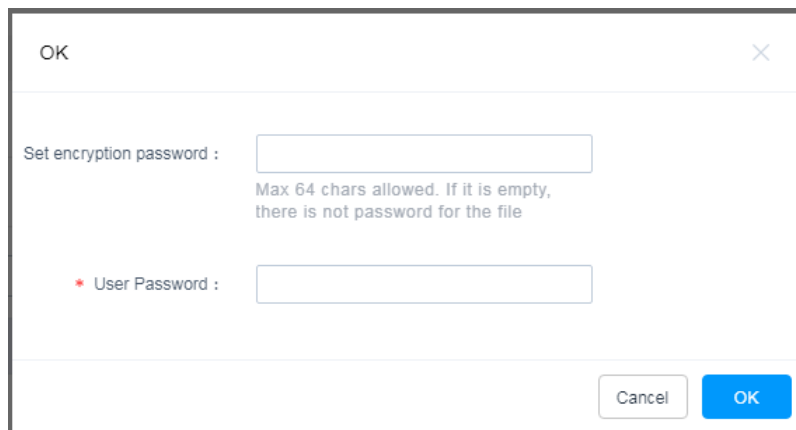 OK
Set encryption password :
Max 64 chars allowed. If it is empty,
there is not password for the file
* User Password :
Cancel OK